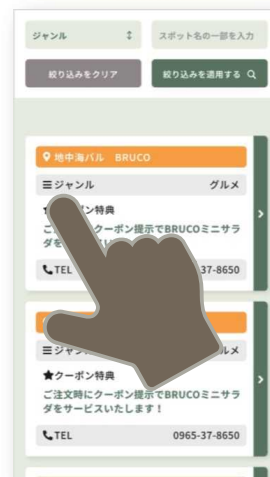 ジャンル
スポット名の一部を入力
絞り込みをクリア
絞り込みを適用する
地中海バル BRUCO
ジャンル グルメ
ン特典
クーポン提示でBRUCOミニサラ
ダを
TEL 37-8650
ジャン ルメ
★クーポン特典
ご注文時にクーポン提示でBRUCOミニサラ
ダをサービスいたします！
TEL 0965-37-8650